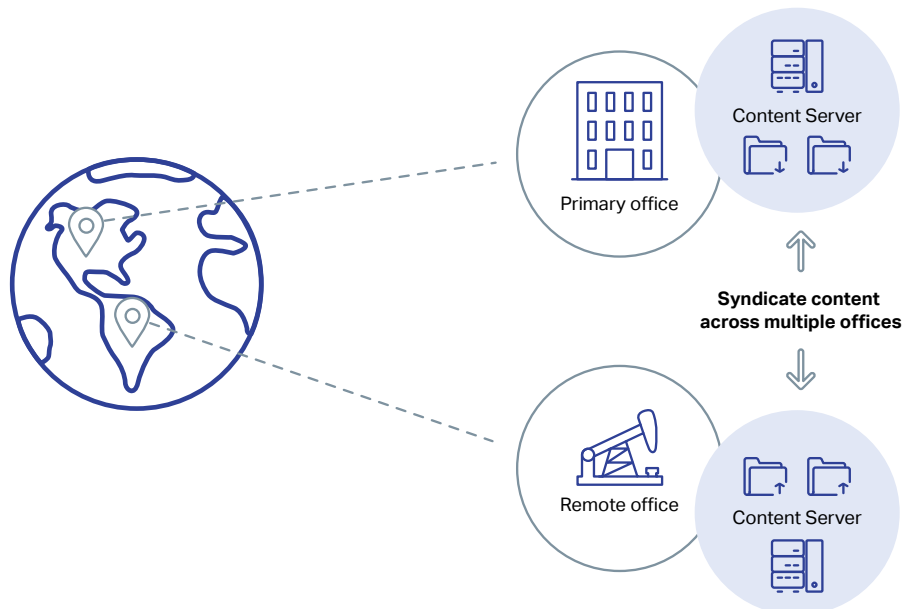 Content Server
Primary office
Syndicate content
across multiple offices
Remote office
Content Server